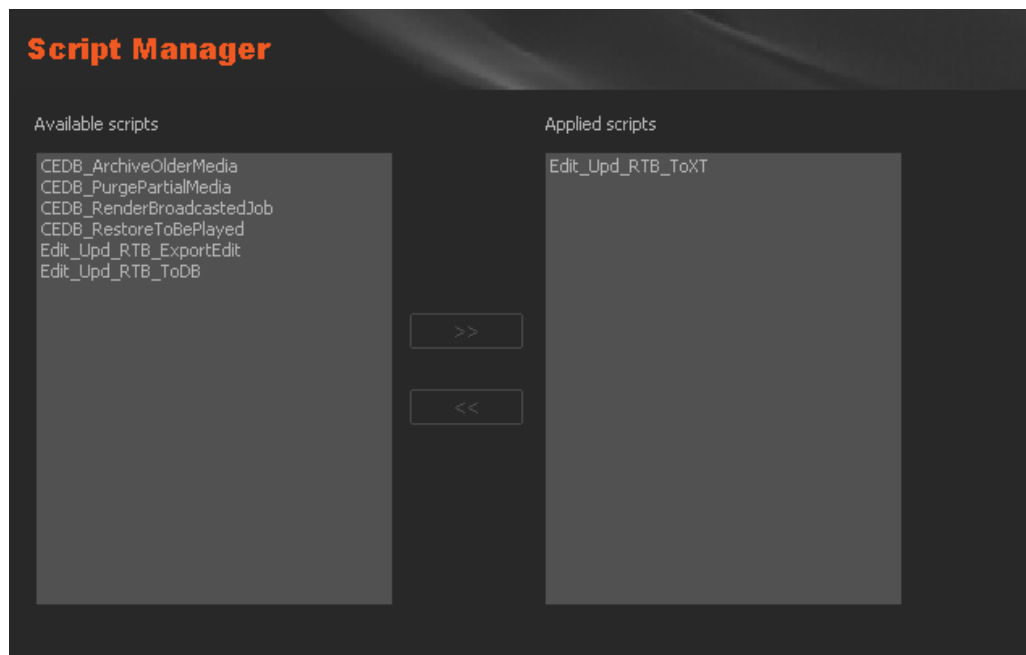 Script Manager
Available scripts
CEDB_ArchiveOlderMedia
CEDB_PurgePartialMedia
CEDB_RenderBroadcastedJob
CEDB_RestoreToBePlayed
Edit_Upd_RTB_ExportEdit
Edit_Upd_RTB_ToDB
>>
<<
Applied scripts
Edit_Upd_RTB_ToXT